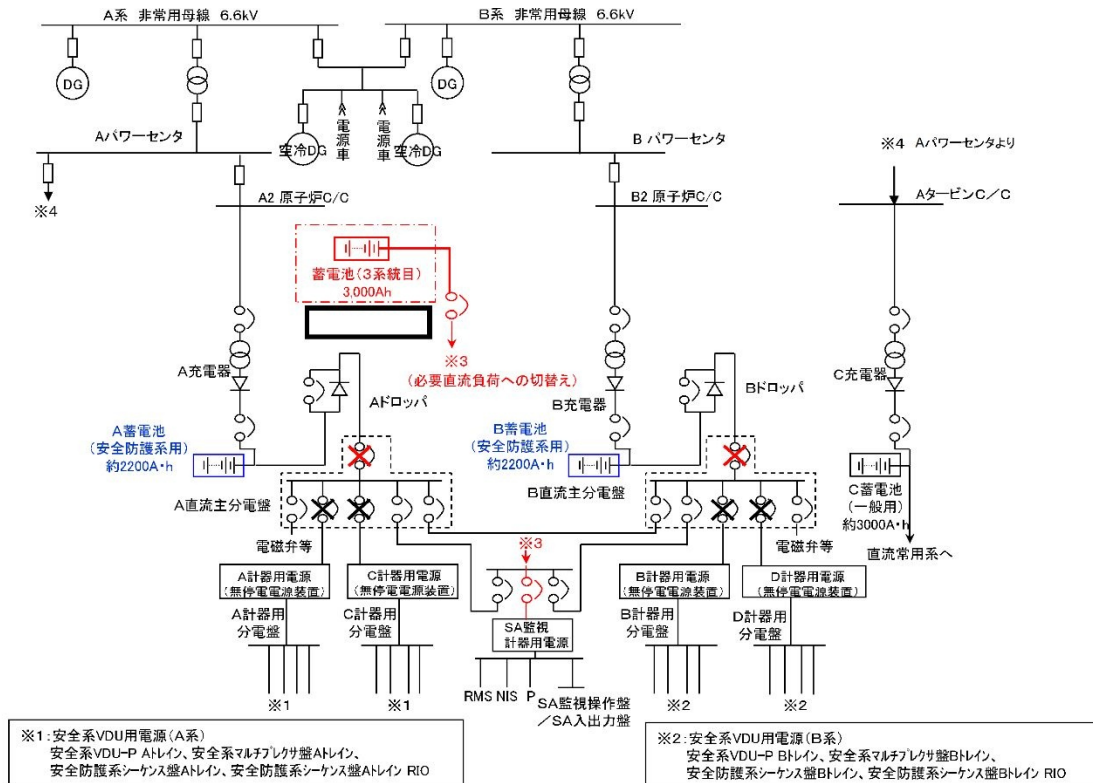 A系 非常用母線 6.6kV
B系 非常用母線 6.6kV
DG
DG
空冷DG
電源車
電源車
空冷DG
Aパワーセンタ
B パワーセンタ
※4 Aパワーセンタより
※4
A2 原子炉C/C
B2 原子炉C/C
AタービンC/C
蓄電池(3系統目)
3,000Ah
※3
(必要直流負荷への切替え)
A充電器
Aドロッパ
B充電器
Bドロッパ
C充電器
A蓄電池
(安全防護系用)
約2200A・h
B蓄電池
(安全防護系用)
約2200A・h
C蓄電池
(一般用)
約3000A・h
A直流主分電盤
B直流主分電盤
直流常用系へ
電磁弁等
※3
電磁弁等
A計器用電源
(無停電電源装置)
C計器用電源
(無停電電源装置)
B計器用電源
(無停電電源装置)
D計器用電源
(無停電電源装置)
A計器用
分電盤
C計器用
分電盤
SA監視
計器用電源
B計器用
分電盤
D計器用
分電盤
RMS NIS P
SA監視操作盤
/SA入出力盤
※1
※1
※2
※2
※1:安全系VDU用電源(A系)
安全系VDU-P Aトレイン、安全系マルチプレクサ盤Aトレイン、
安全防護系シーケンス盤Aトレイン、安全防護系シーケンス盤Aトレイン RIO
※2:安全系VDU用電源(B系)
安全系VDU-P Bトレイン、安全系マルチプレクサ盤Bトレイン、
安全防護系シーケンス盤Bトレイン、安全防護系シーケンス盤Bトレイン RIO